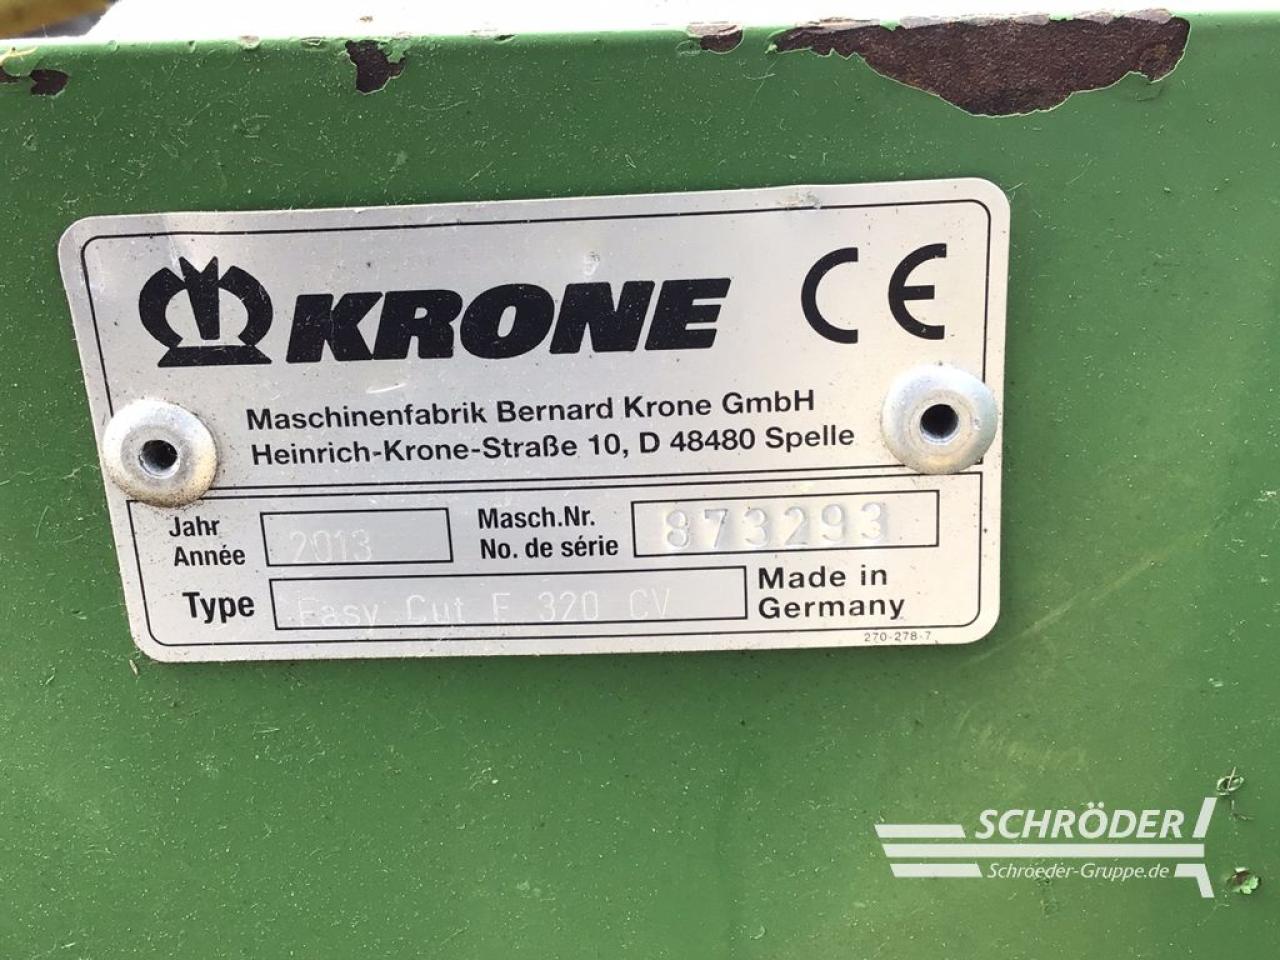 KRONE CE
Maschinenfabrik Bernard Krone GmbH
Heinrich-Krone-Straße 10, D 48480 Spelle
Jahr
Année
2013
Masch.Nr.
No. de série
873293
Type
Easy Cut F 320 CV
Made in
Germany
270-278-7
SCHRÖDER
Schroeder-Gruppe.de